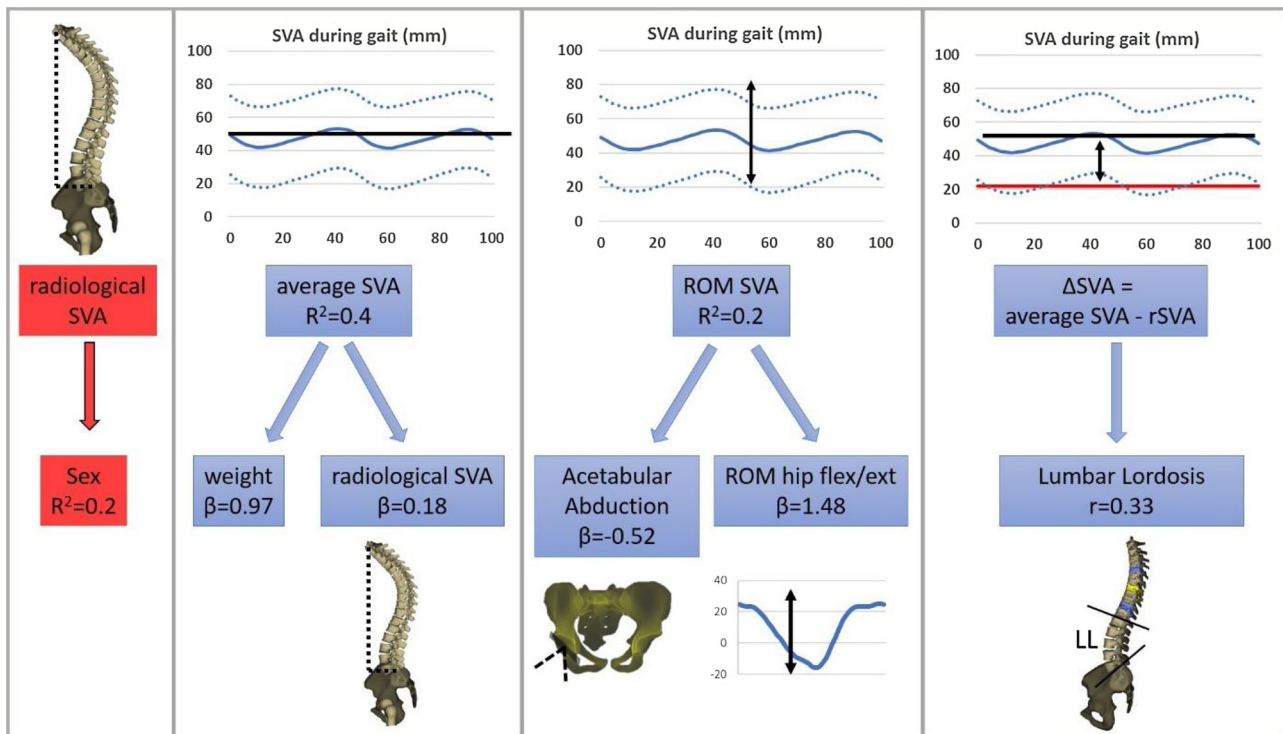 radiological
SVA
Sex
R²=0.2
SVA during gait (mm)
100
80
60
40
20
0
0 20 40 60 80 100
average SVA
R²=0.4
weight
β=0.97
radiological SVA
β=0.18
SVA during gait (mm)
100
80
60
40
20
0
0 20 40 60 80 100
ROM SVA
R²=0.2
Acetabular
Abduction
β=-0.52
ROM hip flex/ext
β=1.48
40
20
0
-20
SVA during gait (mm)
100
80
60
40
20
0
0 20 40 60 80 100
ΔSVA =
average SVA - rSVA
Lumbar Lordosis
r=0.33
LL